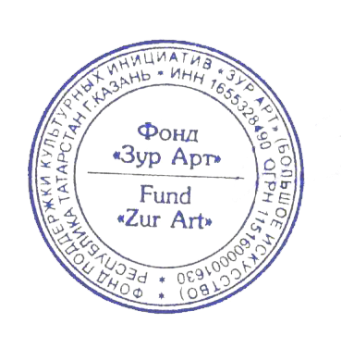 ФОНД ПОДДЕРЖКИ КУЛЬТУРНЫХ ИНИЦИАТИВ «ЗУР АРТ» (БОЛЬШОЕ ИСКУССТВО) *
РЕСПУБЛИКА ТАТАРСТАН Г.КАЗАНЬ • ИНН 1655328490 ОГРН 1151600001630 •
Фонд
«Зур Арт»
Fund
«Zur Art»